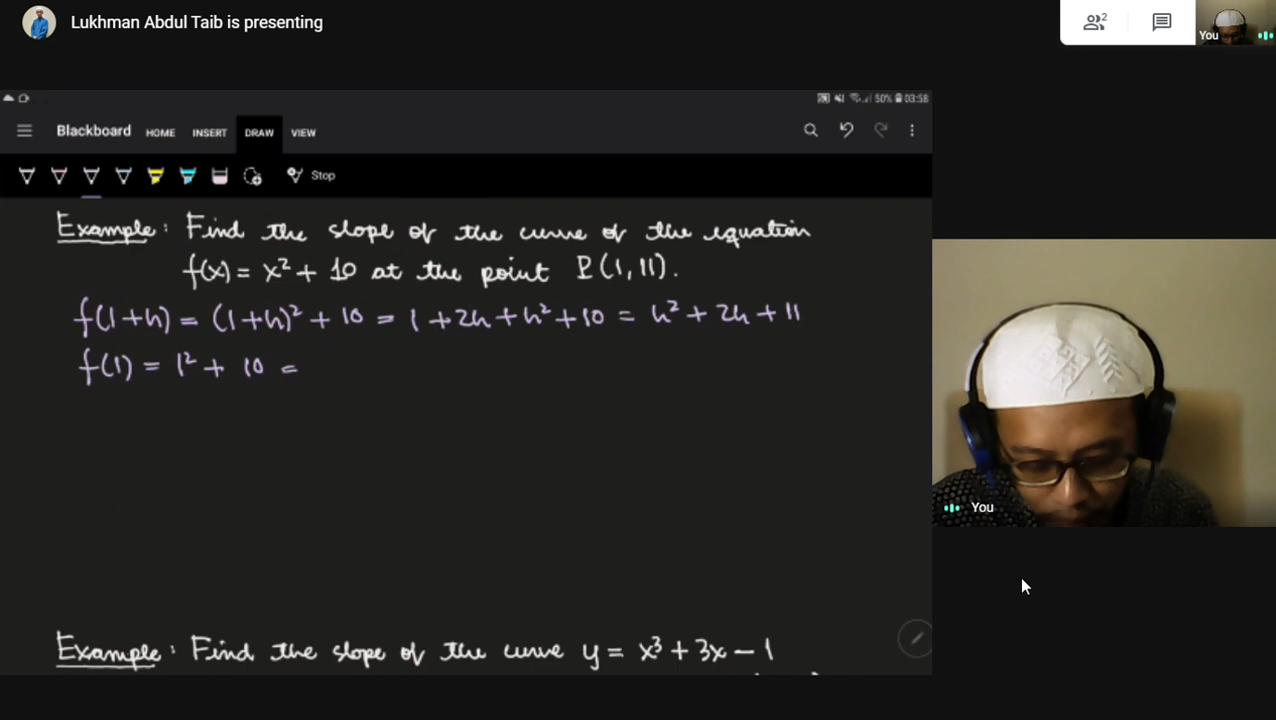 Lukhman Abdul Taib is presenting
2
You
50% 03:58
Blackboard HOME INSERT DRAW VIEW
Stop
Example: Find the slope of the curve of the equation
f(x) = x² + 10 at the point P(1, 11).
f(1+h) = (1+h)² + 10 = 1 + 2h + h² + 10 = h² + 2h + 11
f(1) = 1² + 10 =
You
Example: Find the slope of the curve y = x³ + 3x − 1